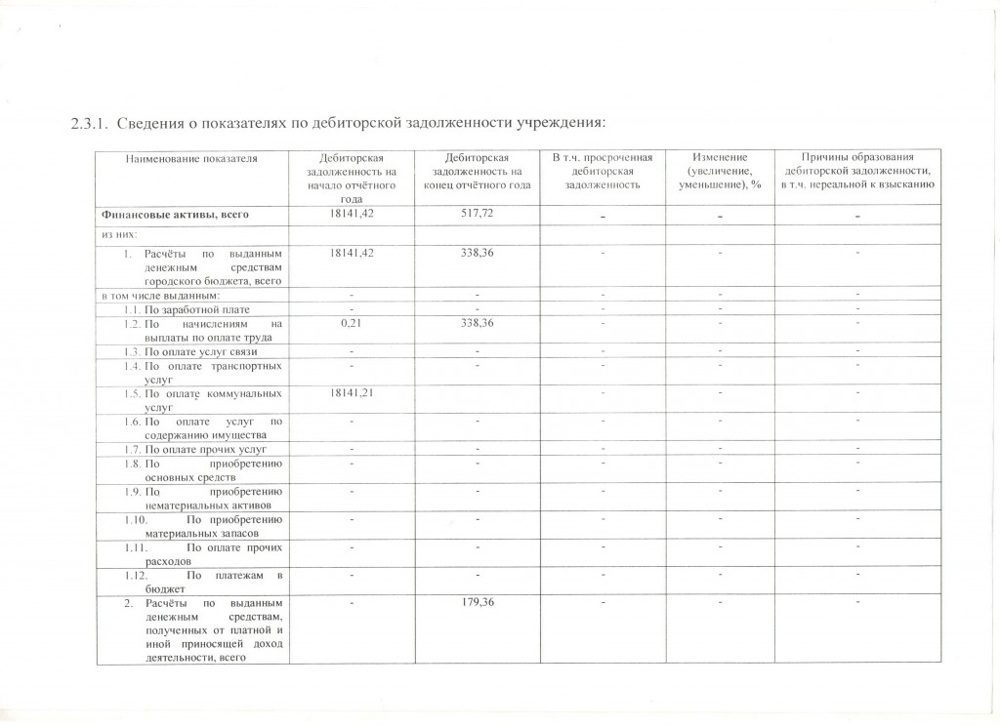 2.3.1. Сведения о показателях по дебиторской задолженности учреждения:
Наименование показателя
Дебиторская
задолженность на
начало отчётного
года
Дебиторская
задолженность на
конец отчётного года
В т.ч. просроченная
дебиторская
задолженность
Изменение
(увеличение,
уменьшение), %
Причины образования
дебиторской задолженности,
в т.ч. нереальной к взысканию
Финансовые активы, всего 18141,42 517,72 - - -
из них:
1. Расчёты по выданным 18141,42 338,36 - - -
денежным средствам
городского бюджета, всего
в том числе выданным: - - - - -
1.1. По заработной плате - - - - -
1.2. По начислениям на 0,21 338,36 - - -
выплаты по оплате труда
1.3. По оплате услуг связи - - - - -
1.4. По оплате транспортных - - - - -
услуг
1.5. По оплате коммунальных 18141,21 - - -
услуг
1.6. По оплате услуг по - - - - -
содержанию имущества
1.7. По оплате прочих услуг - - - - -
1.8. По приобретению - - - - -
основных средств
1.9. По приобретению - - - - -
нематериальных активов
1.10. По приобретению - - - - -
материальных запасов
1.11. По оплате прочих - - - - -
расходов
1.12. По платежам в - - - - -
бюджет
2. Расчёты по выданным - 179,36 - - -
денежным средствам,
полученных от платной и
иной приносящей доход
деятельности, всего